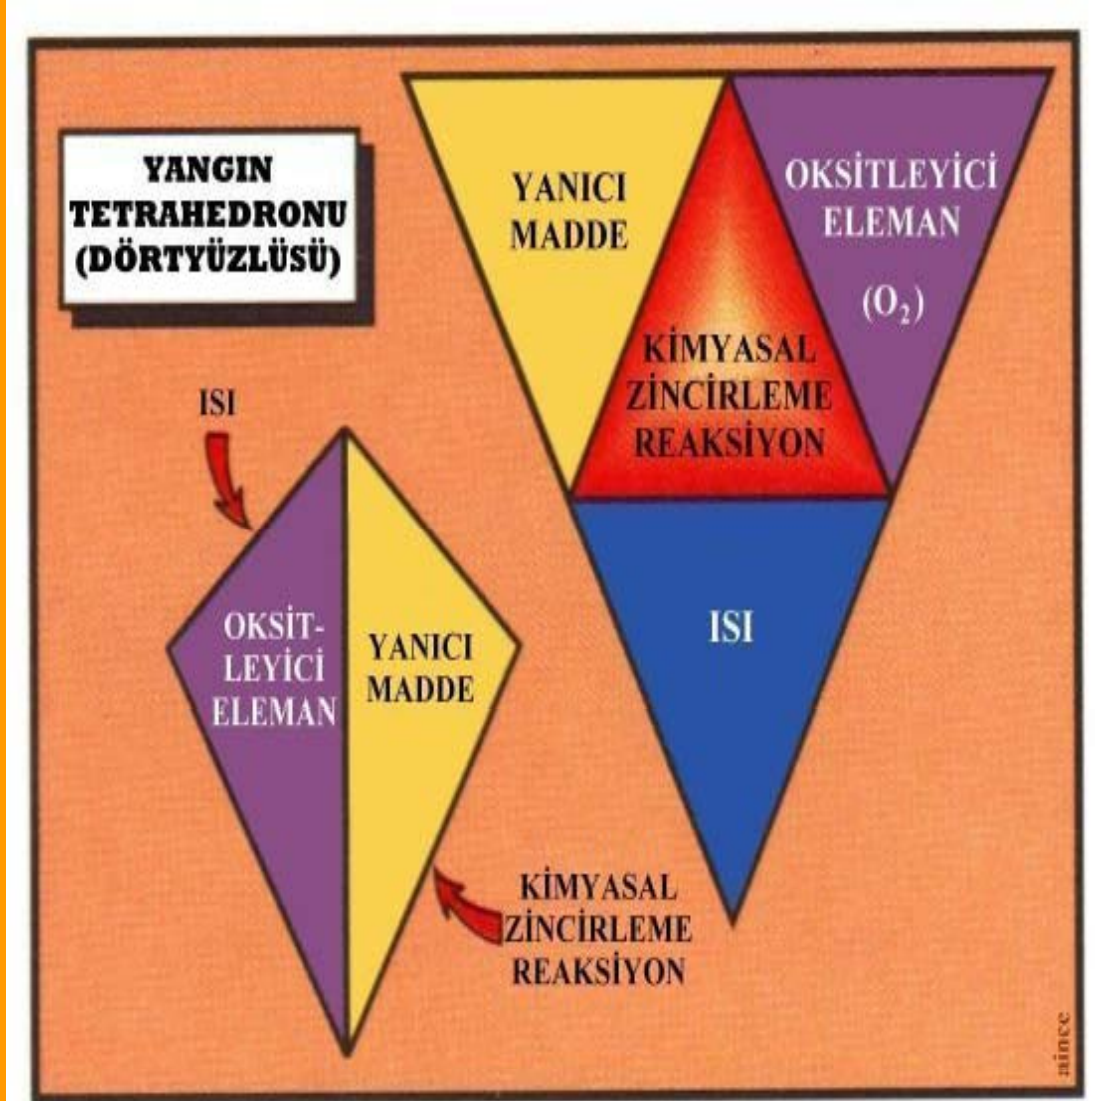 YANGIN
TETRAHEDRONU
(DÖRTYÜZLÜSÜ)
YANICI
MADDE
OKSİTLEYİCİ
ELEMAN
(O₂)
KİMYASAL
ZİNCİRLEME
REAKSİYON
ISI
ISI
OKSİT-
LEYİCİ
ELEMAN
YANICI
MADDE
KİMYASAL
ZİNCİRLEME
REAKSİYON